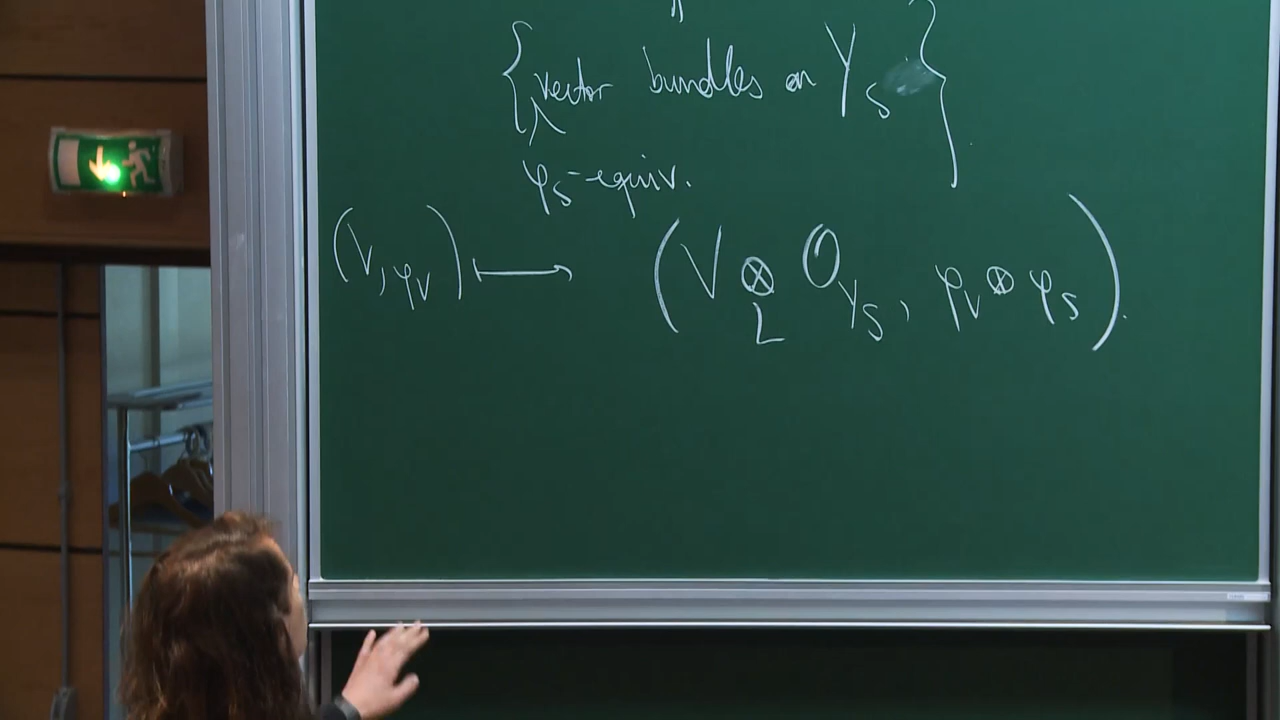 {vector bundles on Y_S}
φ_S-equiv.
(V, φ_V) ⟼ (V ⊗_L O_{Y_S}, φ_V ⊗ φ_S).